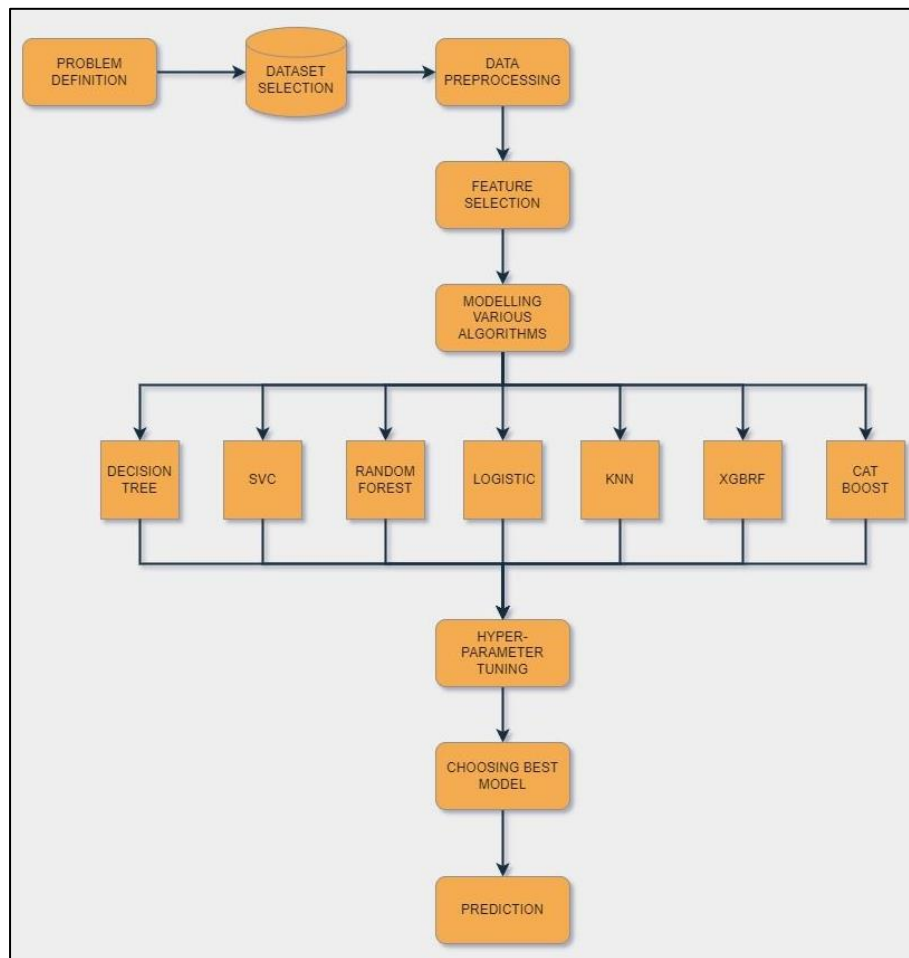 PROBLEM
DEFINITION
DATASET
SELECTION
DATA
PREPROCESSING
FEATURE
SELECTION
MODELLING
VARIOUS
ALGORITHMS
DECISION
TREE
SVC
RANDOM
FOREST
LOGISTIC
KNN
XGBRF
CAT
BOOST
HYPER-
PARAMETER
TUNING
CHOOSING BEST
MODEL
PREDICTION